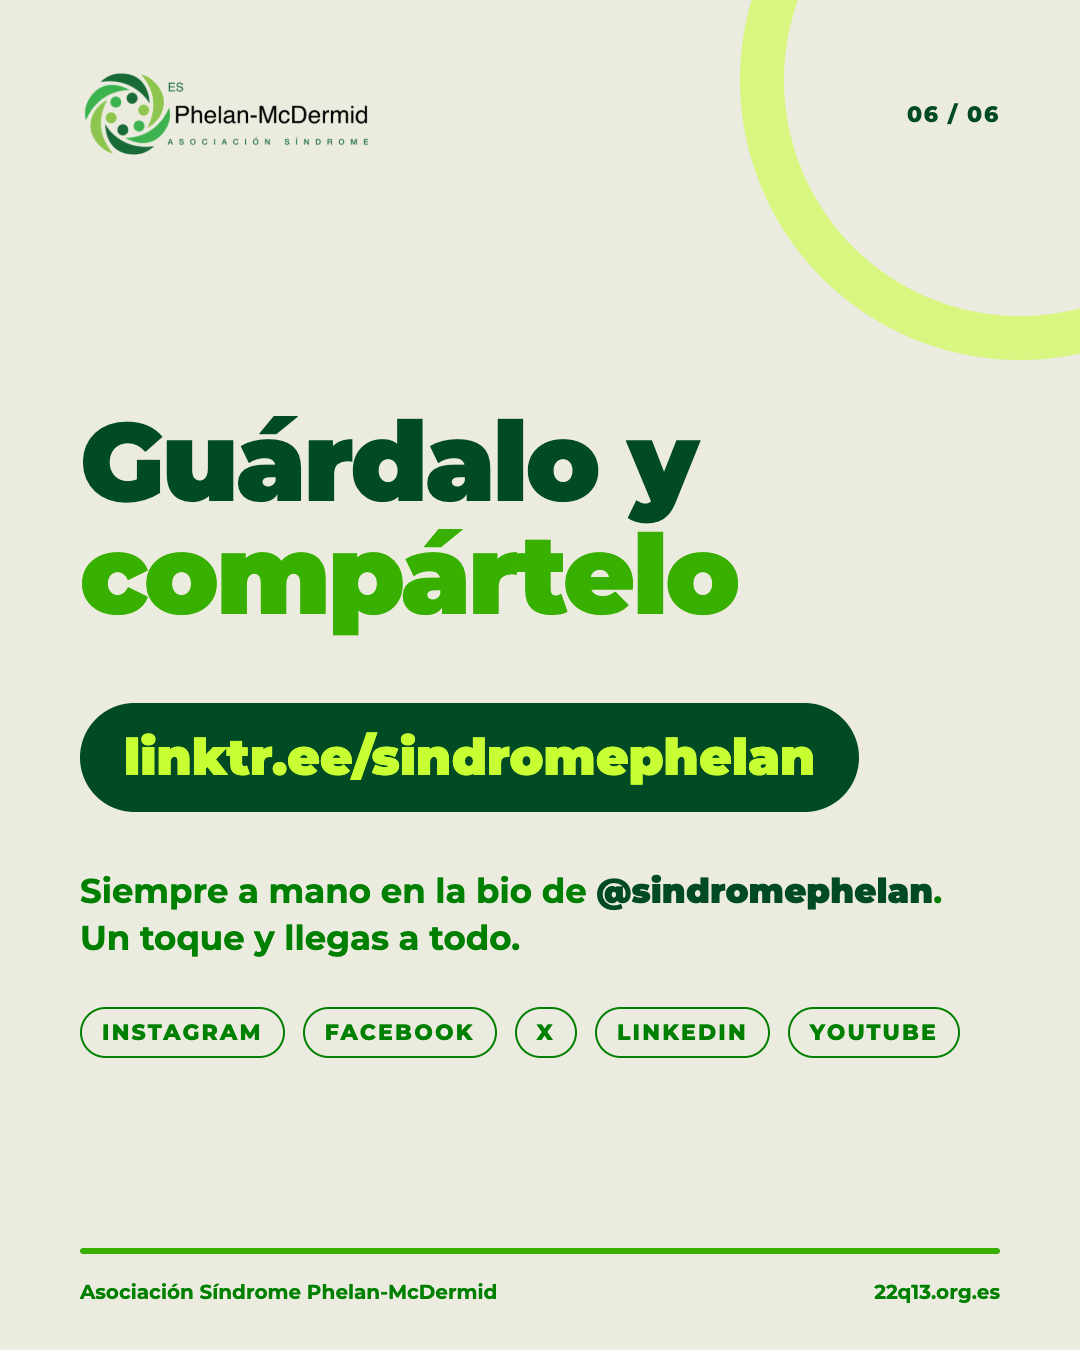 ES
Phelan-McDermid
ASOCIACIÓN SÍNDROME
06 / 06
Guárdalo y
compártelo
linktr.ee/sindromephelan
Siempre a mano en la bio de @sindromephelan.
Un toque y llegas a todo.
INSTAGRAM FACEBOOK X LINKEDIN YOUTUBE
Asociación Síndrome Phelan-McDermid
22q13.org.es